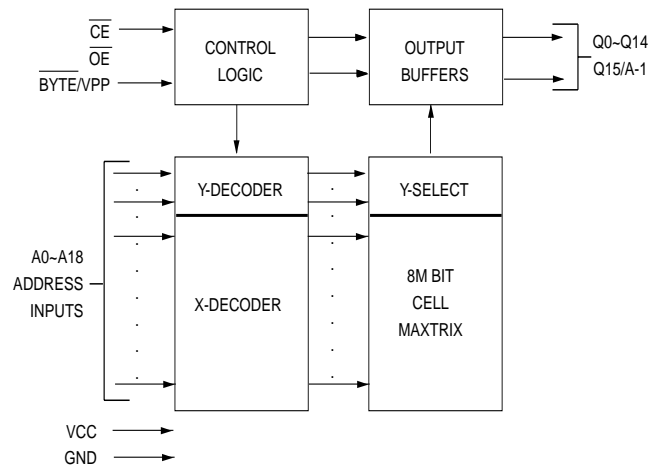 CE
OE
BYTE/VPP
CONTROL
LOGIC
OUTPUT
BUFFERS
Q0~Q14
Q15/A-1
A0~A18
ADDRESS
INPUTS
Y-DECODER
X-DECODER
Y-SELECT
8M BIT
CELL
MAXTRIX
VCC
GND